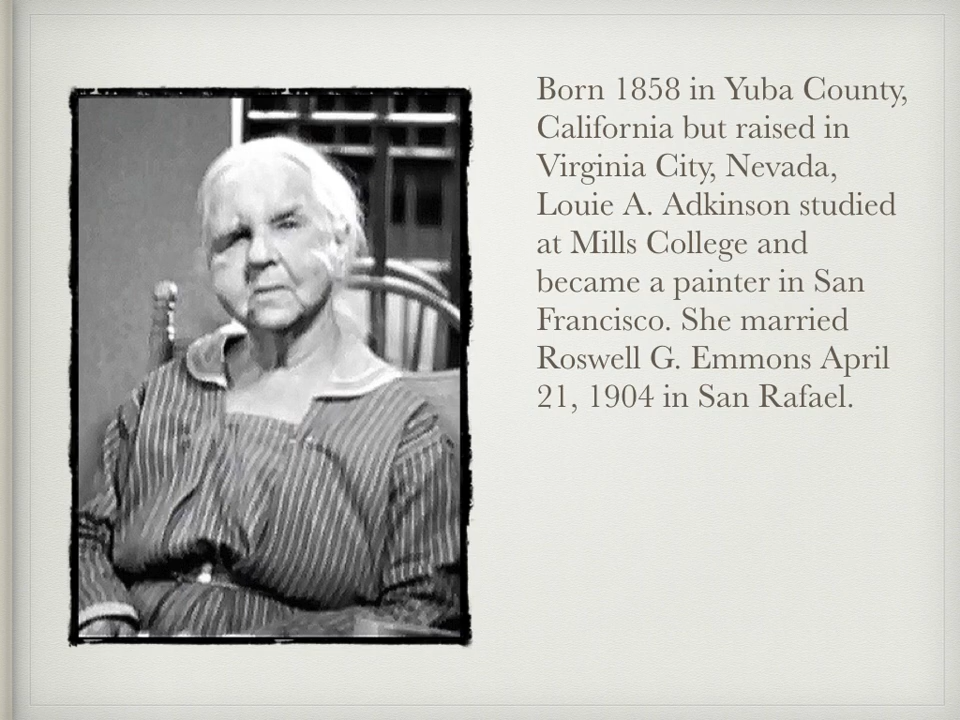 Born 1858 in Yuba County,
California but raised in
Virginia City, Nevada,
Louie A. Adkinson studied
at Mills College and
became a painter in San
Francisco. She married
Roswell G. Emmons April
21, 1904 in San Rafael.